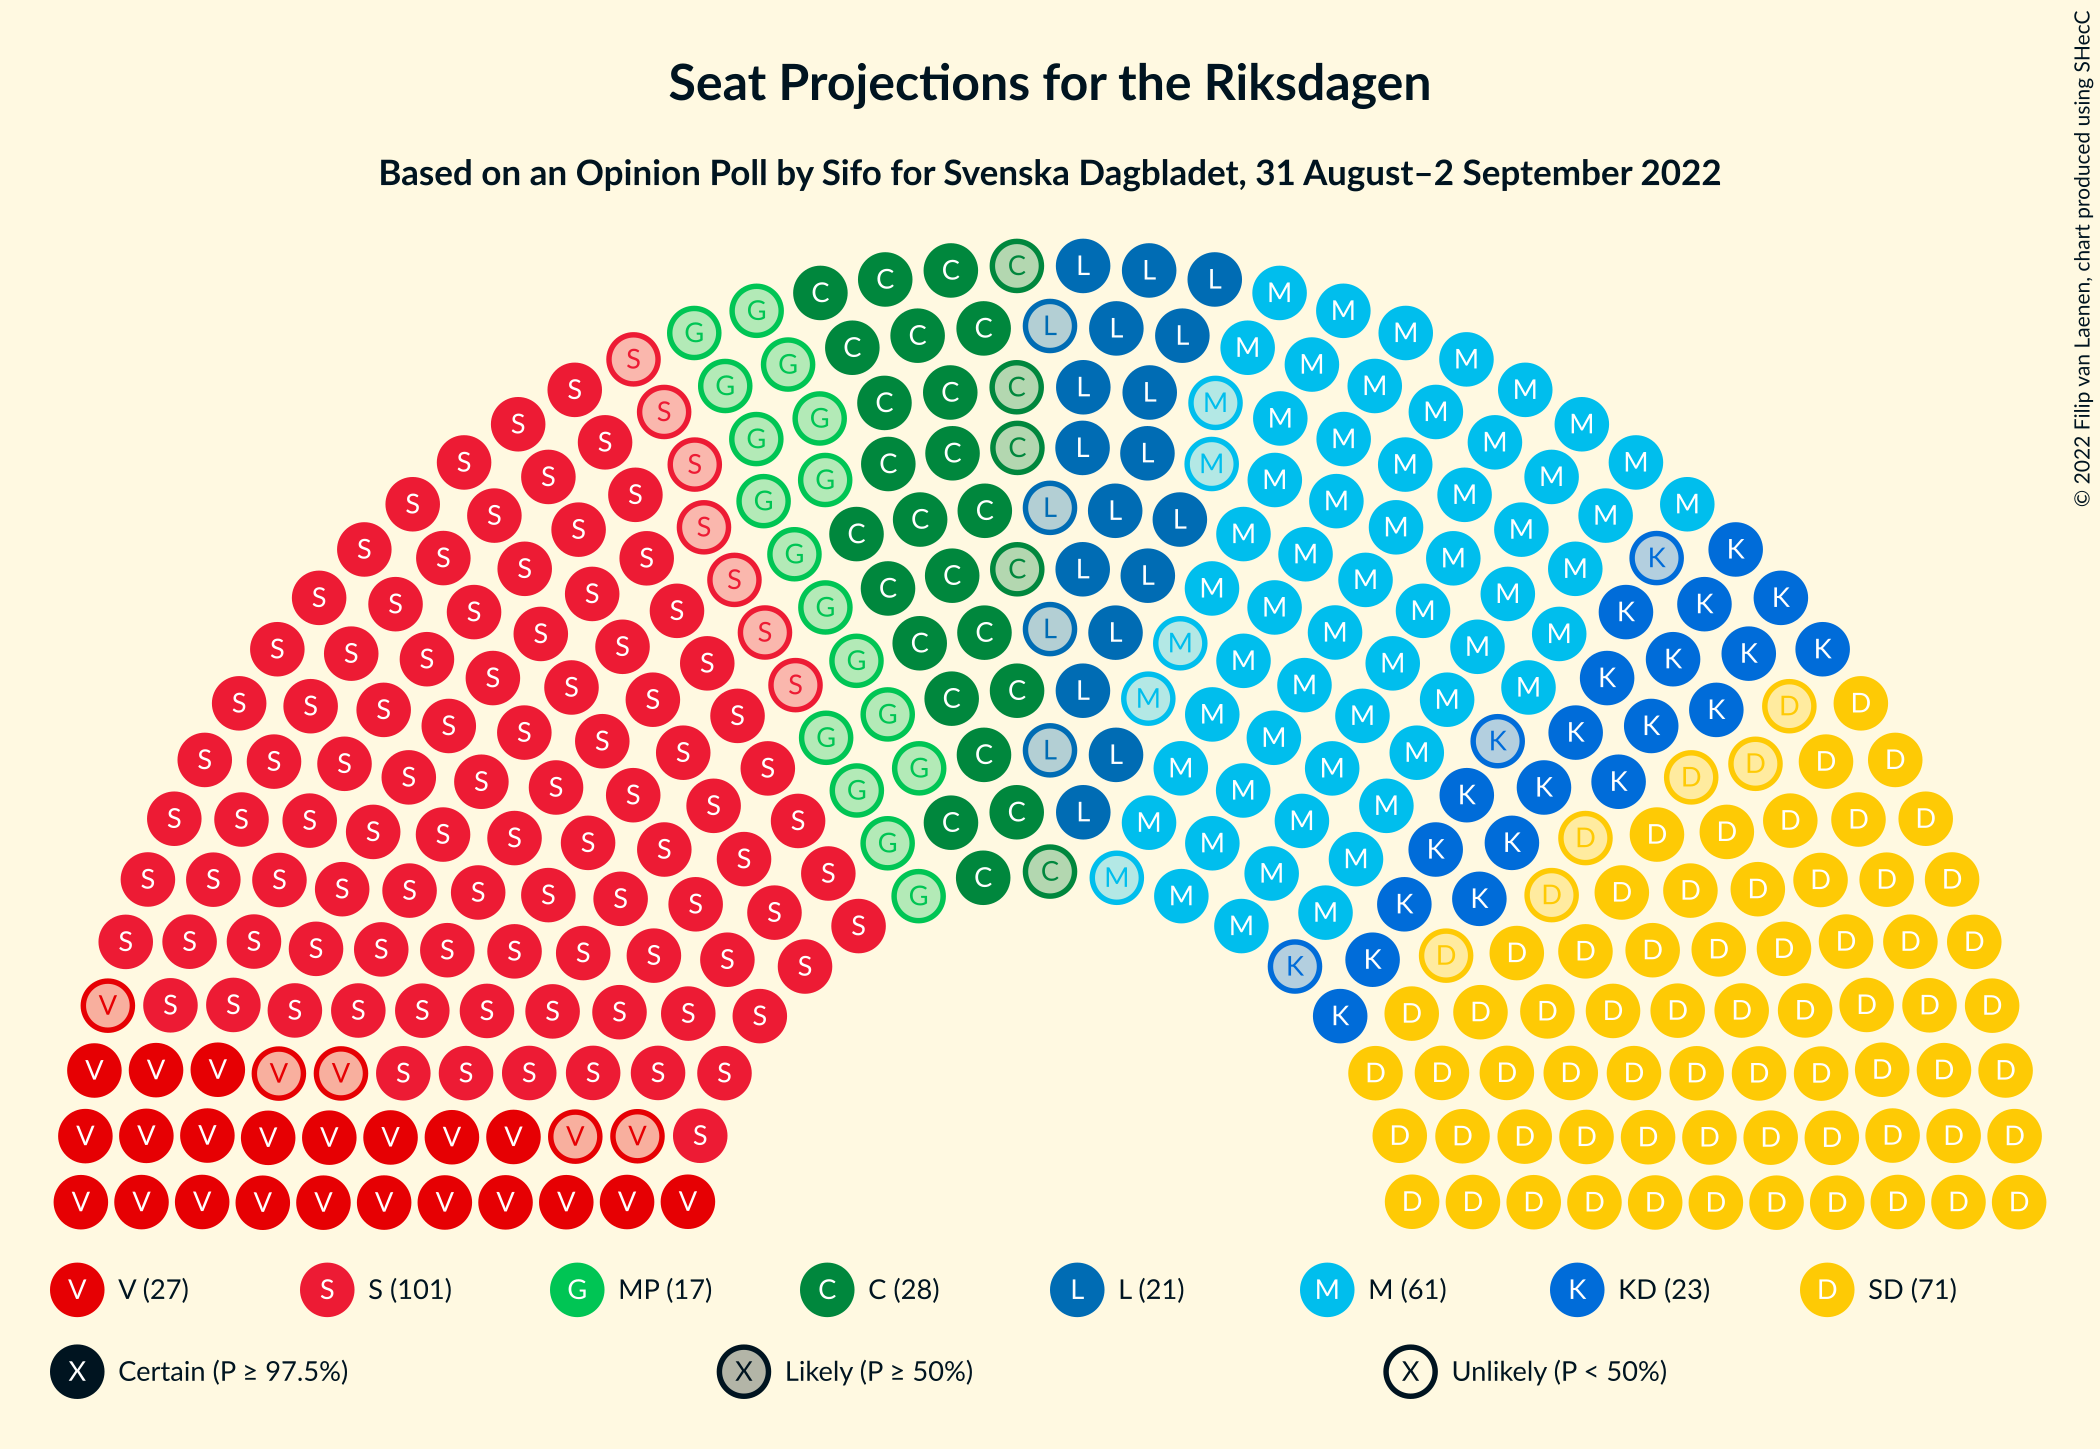 Seat Projections for the Riksdagen
Based on an Opinion Poll by Sifo for Svenska Dagbladet, 31 August–2 September 2022
© 2022 Filip van Laenen, chart produced using SHecC
V V (27) S S (101) G MP (17) C C (28) L L (21) M M (61) K KD (23) D SD (71)
X Certain (P ≥ 97.5%) X Likely (P ≥ 50%) X Unlikely (P < 50%)